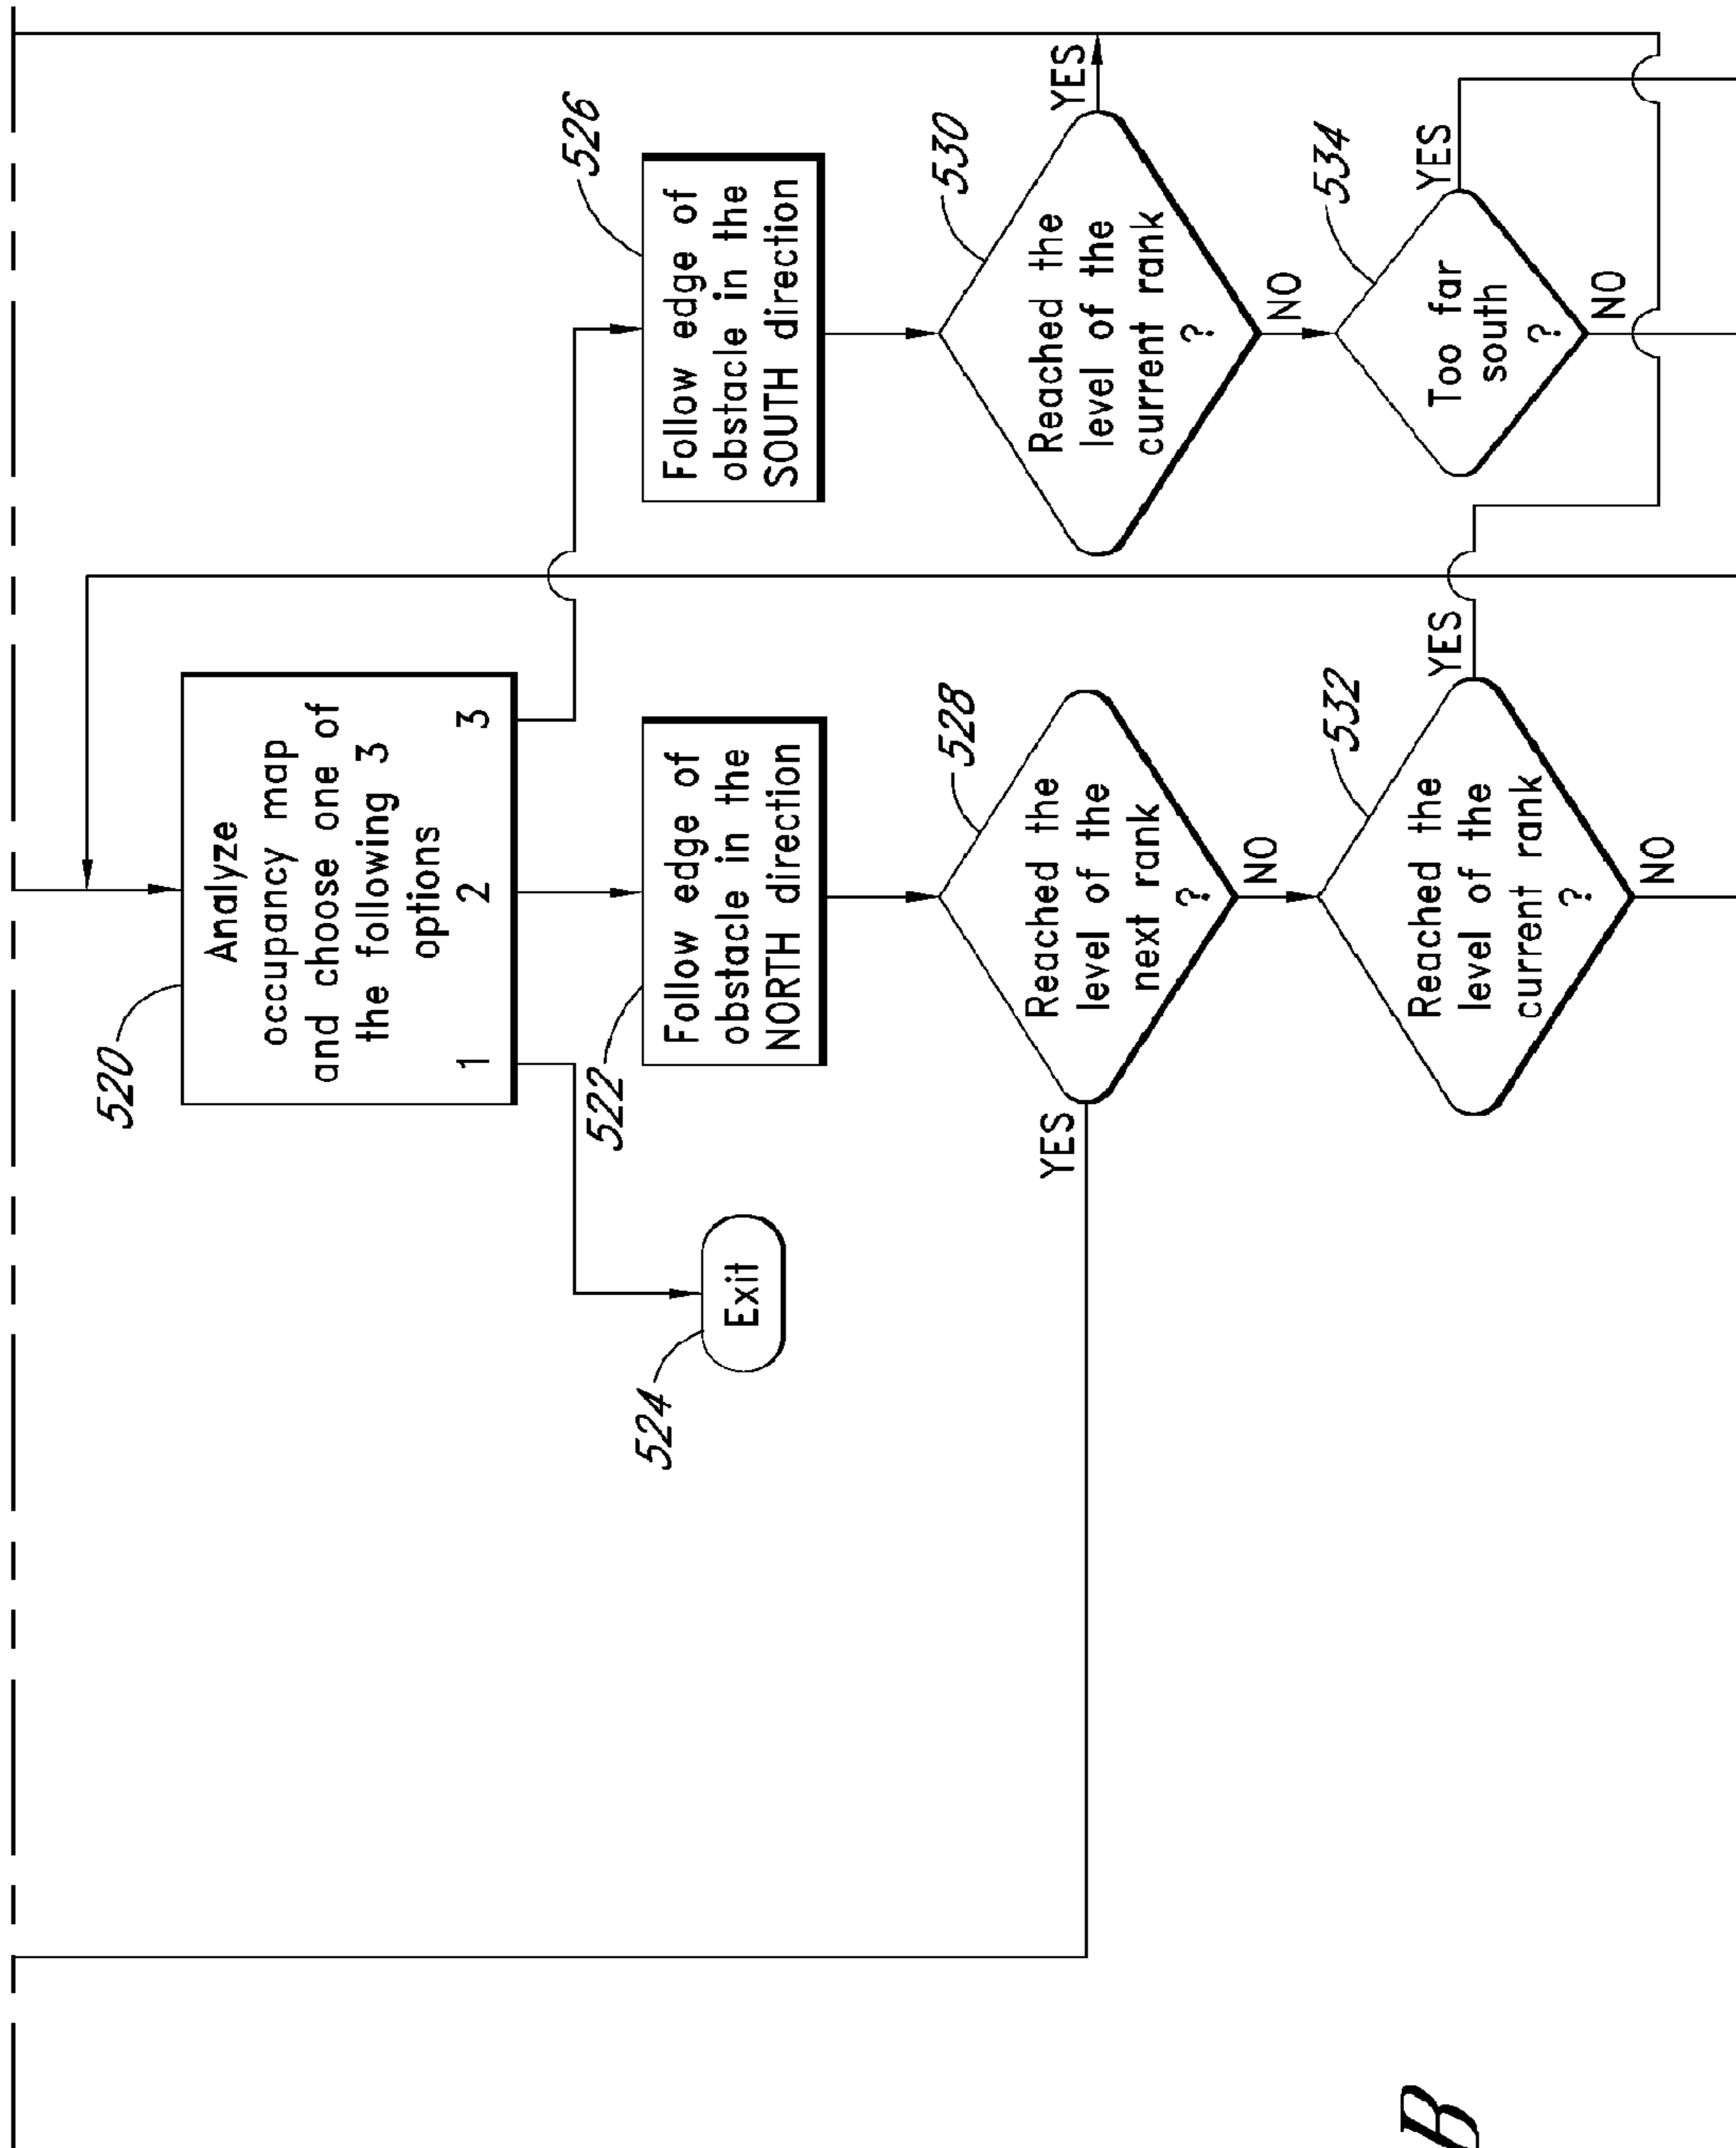 520
Analyze
occupancy map
and choose one of
the following 3
options
1 2 3
524
Exit
522
Follow edge of
obstacle in the
NORTH direction
526
Follow edge of
obstacle in the
SOUTH direction
528
Reached the
level of the
next rank
?
YES
NO
530
Reached the
level of the
current rank
?
YES
NO
532
Reached the
level of the
current rank
?
YES
NO
534
Too far
south
?
YES
NO
B